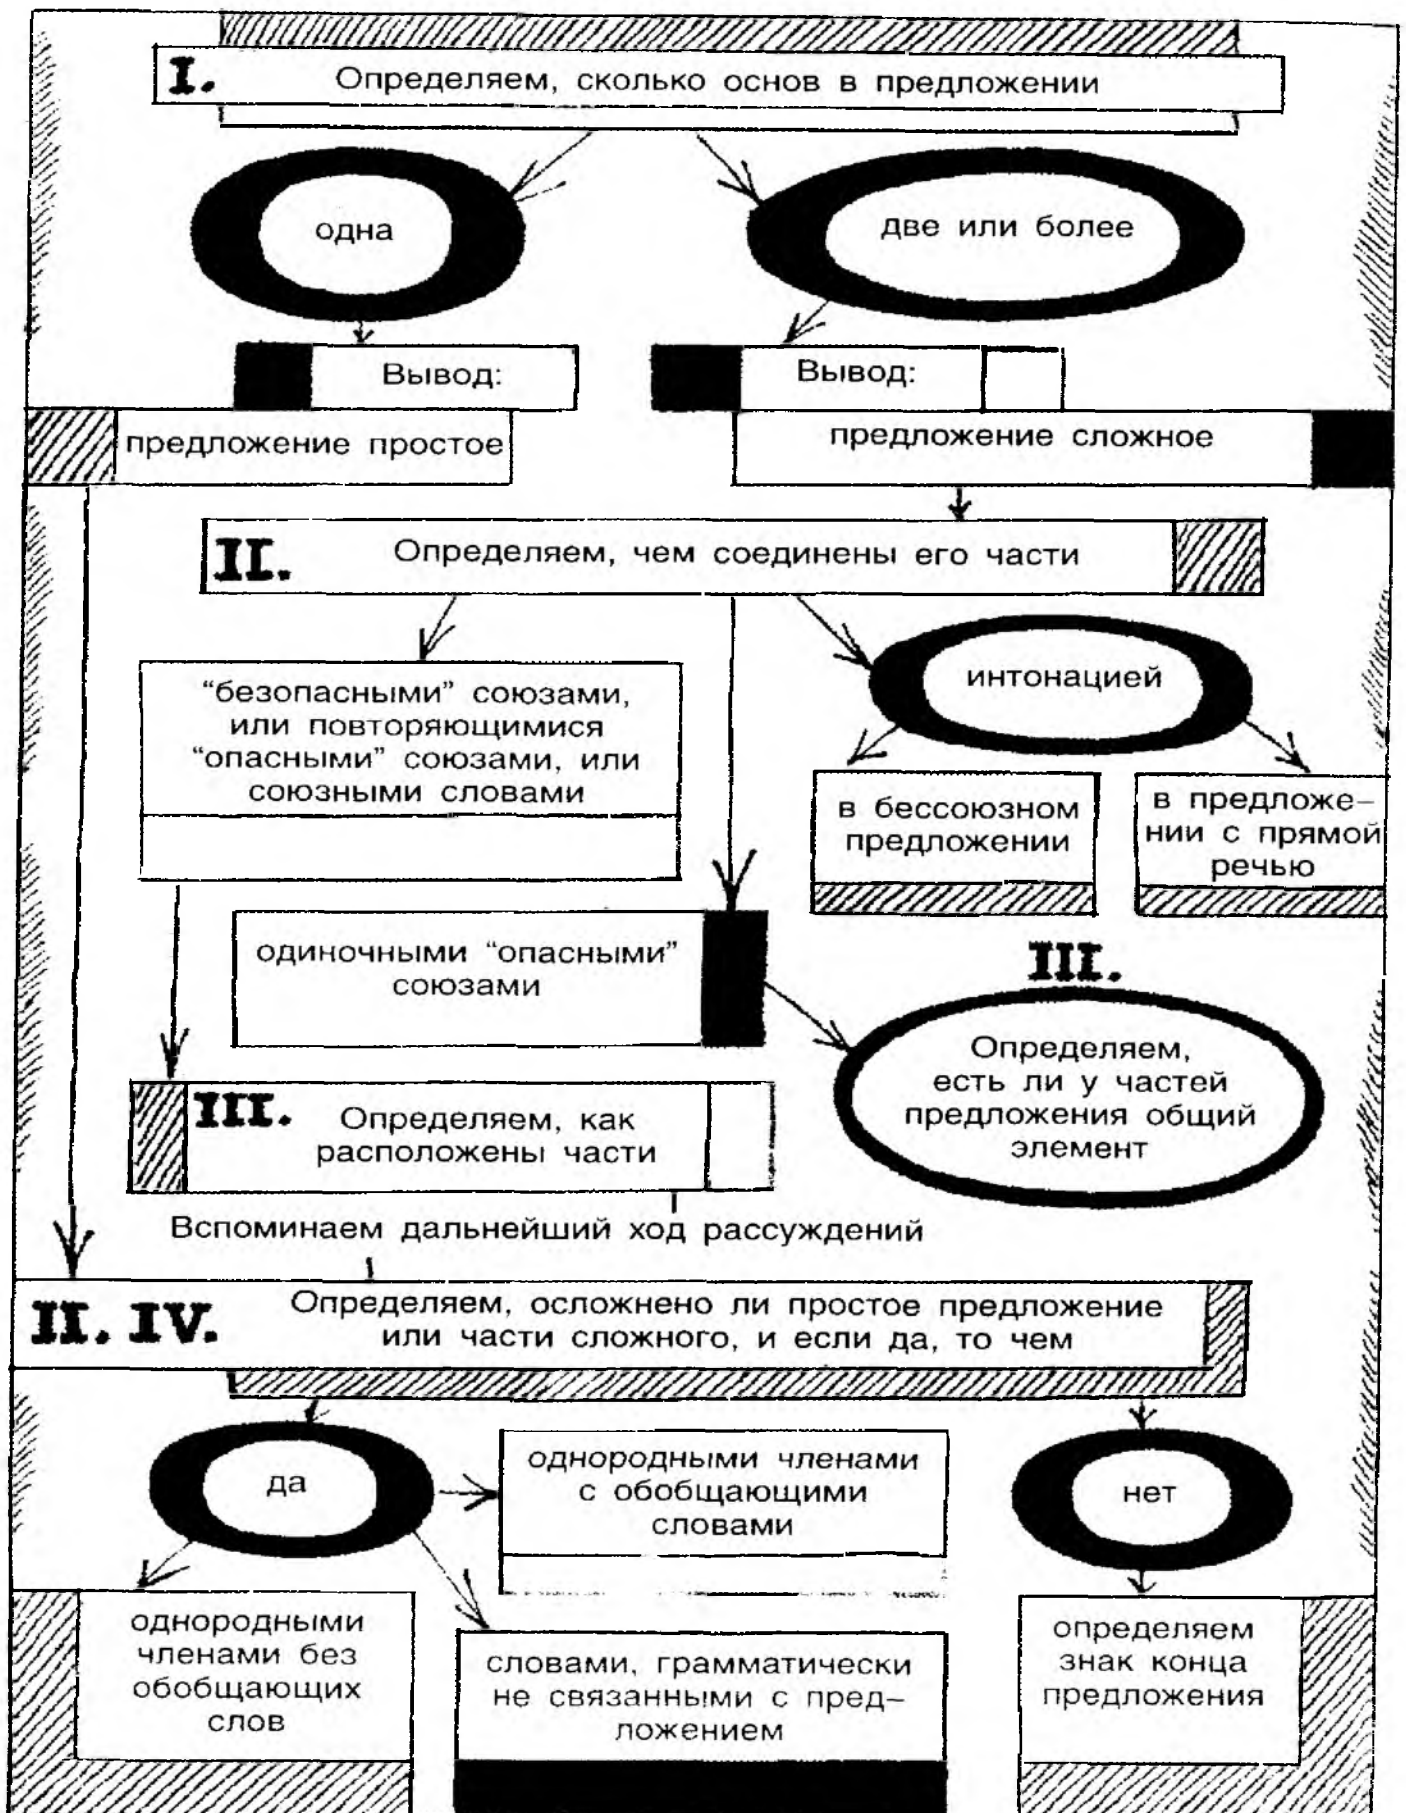 I. Определяем, сколько основ в предложении
одна
две или более
Вывод:
Вывод:
предложение простое
предложение сложное
II. Определяем, чем соединены его части
“безопасными” союзами,
или повторяющимися
“опасными” союзами, или
союзными словами
интонацией
в бессоюзном
предложении
в предложе–
нии с прямой
речью
одиночными “опасными”
союзами
III.
Определяем,
есть ли у частей
предложения общий
элемент
III. Определяем, как
расположены части
Вспоминаем дальнейший ход рассуждений
II. IV. Определяем, осложнено ли простое предложение
или части сложного, и если да, то чем
да
однородными членами
с обобщающими
словами
нет
однородными
членами без
обобщающих
слов
словами, грамматически
не связанными с пред–
ложением
определяем
знак конца
предложения